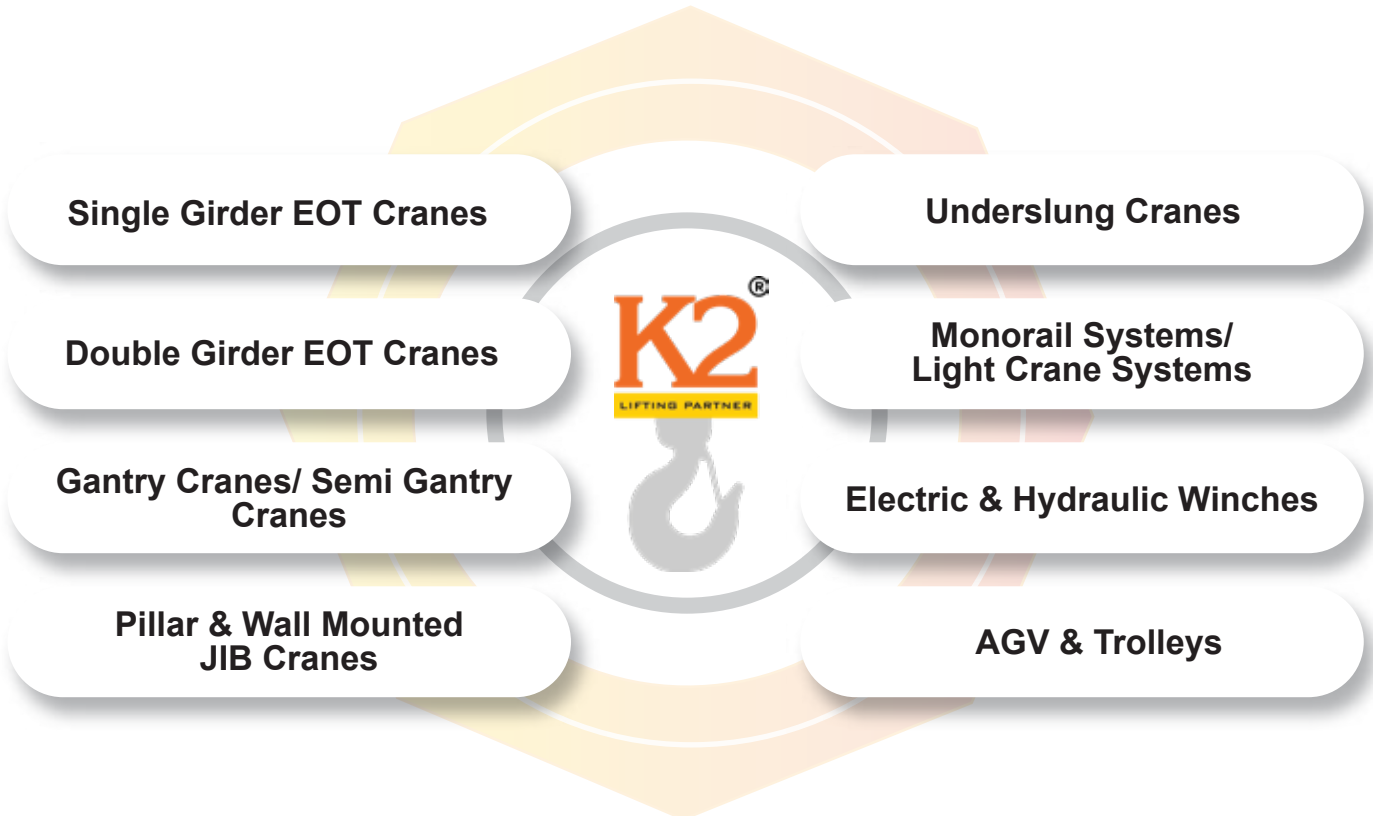 Single Girder EOT Cranes
Double Girder EOT Cranes
Gantry Cranes/ Semi Gantry
Cranes
Pillar & Wall Mounted
JIB Cranes
K2®
LIFTING PARTNER
Underslung Cranes
Monorail Systems/
Light Crane Systems
Electric & Hydraulic Winches
AGV & Trolleys